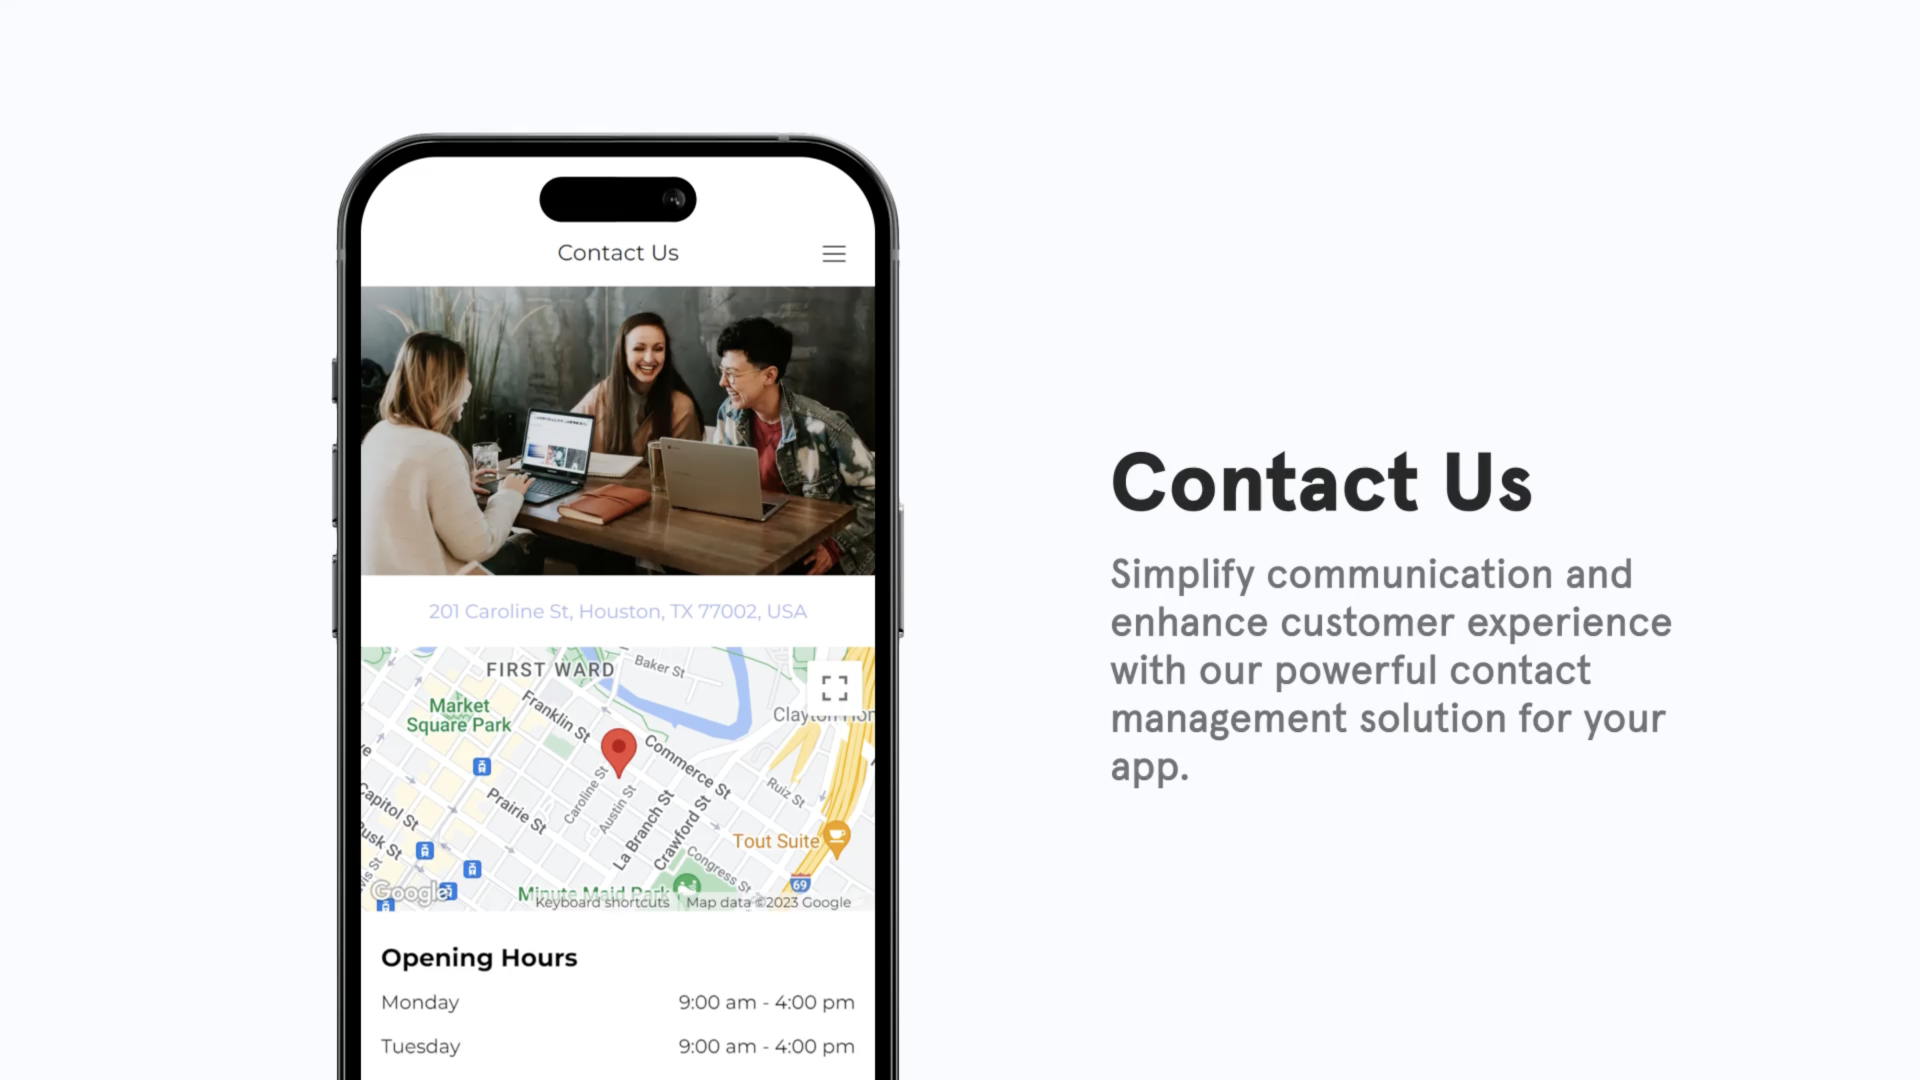 Contact Us
201 Caroline St, Houston, TX 77002, USA
FIRST WARD
Baker St
Market
Square Park
Franklin St
Commerce St
Caroline St
Austin St
Ruiz St
Capitol St
Prairie St
La Branch St
Crawford St
Tout Suite
Congress St
69
Google
Minute Maid Park
Keyboard shortcuts
Map data ©2023 Google
Opening Hours
Monday 9:00 am - 4:00 pm
Tuesday 9:00 am - 4:00 pm
Contact Us
Simplify communication and
enhance customer experience
with our powerful contact
management solution for your
app.